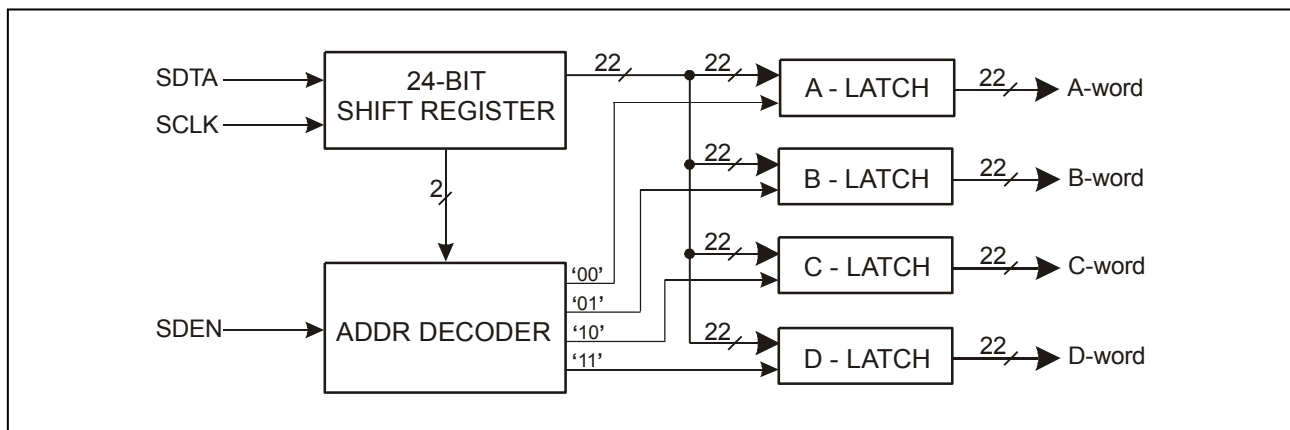 SDTA
SCLK
24-BIT
SHIFT REGISTER
22
22
A - LATCH
22
A-word
22
B - LATCH
22
B-word
2
22
C - LATCH
22
C-word
SDEN
ADDR DECODER
‘00’
‘01’
‘10’
‘11’
22
D - LATCH
22
D-word